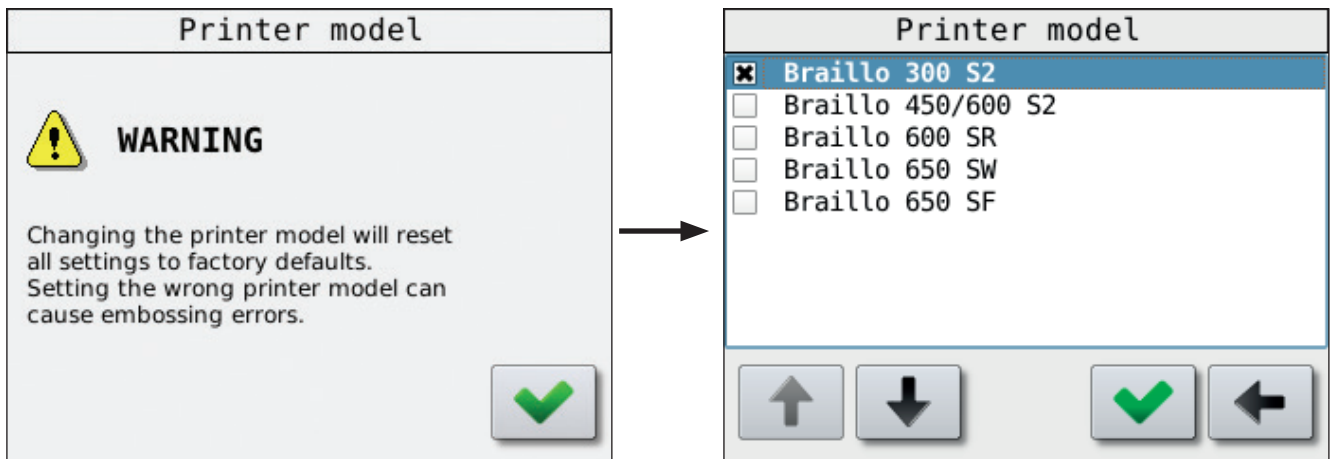 Printer model
WARNING
Changing the printer model will reset
all settings to factory defaults.
Setting the wrong printer model can
cause embossing errors.
Printer model
Braillo 300 S2
Braillo 450/600 S2
Braillo 600 SR
Braillo 650 SW
Braillo 650 SF